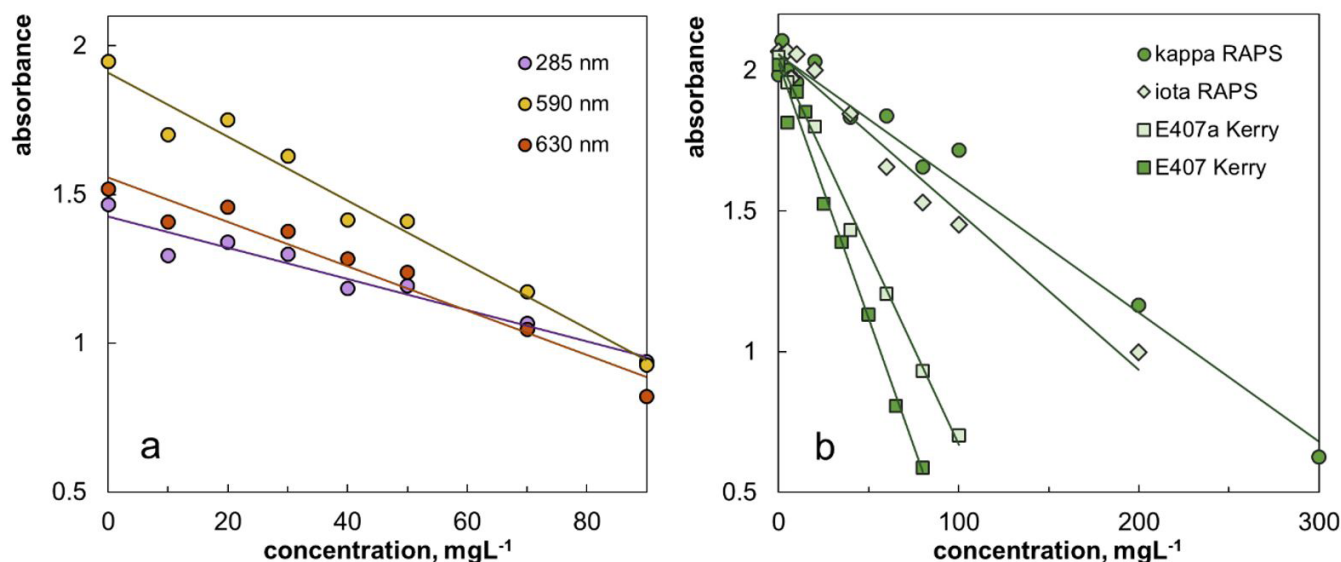 absorbance
2
1.5
1
0.5
285 nm
590 nm
630 nm
a
0
20
40
60
80
concentration, mgL⁻¹
absorbance
2
1.5
1
0.5
kappa RAPS
iota RAPS
E407a Kerry
E407 Kerry
b
0
100
200
300
concentration, mgL⁻¹